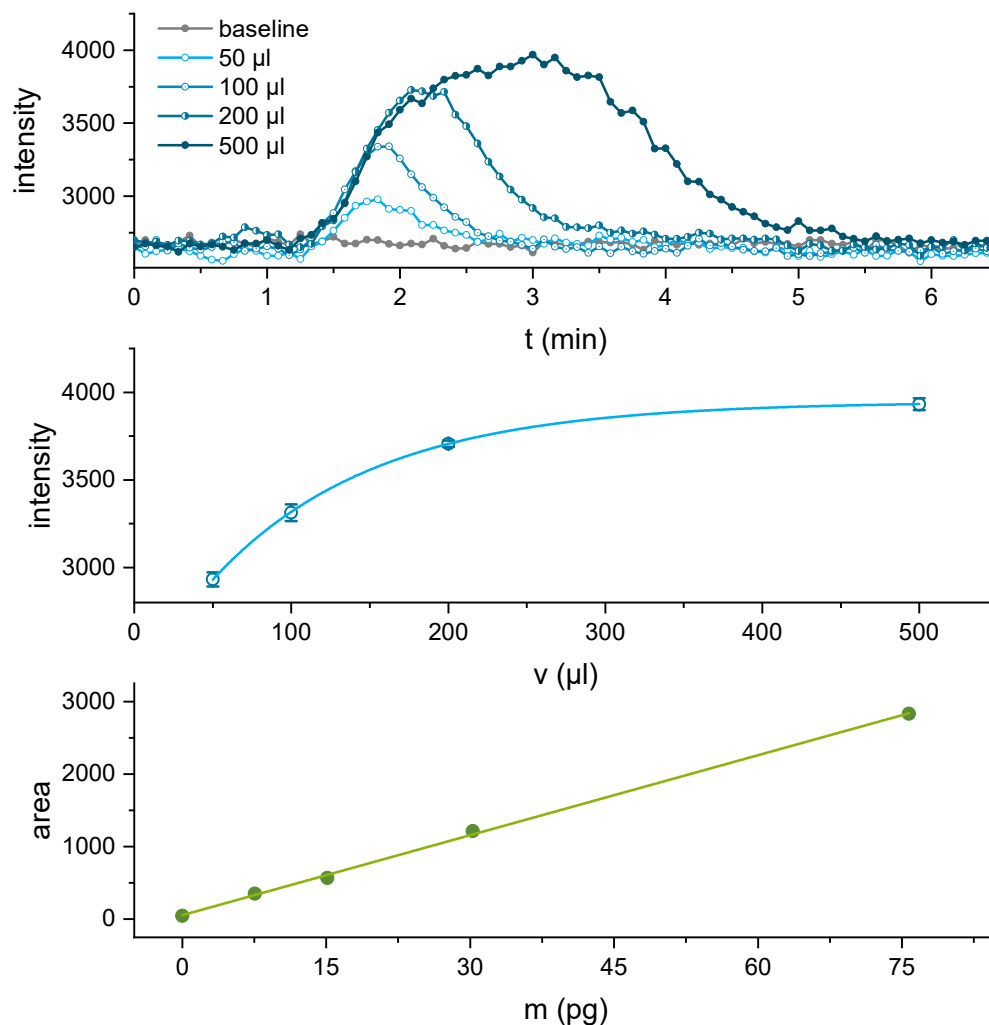 baseline
50 µl
100 µl
200 µl
500 µl
4000
3500
3000
intensity
0 1 2 3 4 5 6
t (min)
4000
3500
3000
intensity
0 100 200 300 400 500
v (µl)
3000
2000
1000
0
area
0 15 30 45 60 75
m (pg)